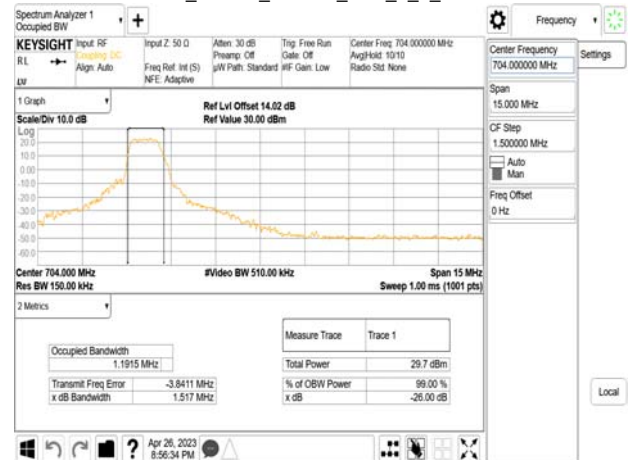 Spectrum Analyzer 1
Occupied BW
Frequency
KEYSIGHT
Input: RF
Coupling: DC
Align: Auto
Input Z: 50 Ω
Freq Ref: Int (S)
NFE: Adaptive
Atten: 30 dB
Preamp: Off
µW Path: Standard
Trig: Free Run
Gate: Off
#IF Gain: Low
Center Freq: 704.000000 MHz
Avg|Hold: 10/10
Radio Std: None
RL
Center Frequency
704.000000 MHz
Settings
Span
15.000 MHz
CF Step
1.500000 MHz
Auto
Man
Freq Offset
0 Hz
1 Graph
Scale/Div 10.0 dB
Ref Lvl Offset 14.02 dB
Ref Value 30.00 dBm
Log
20.0
10.0
0.00
-10.0
-20.0
-30.0
-40.0
-50.0
-60.0
Center 704.000 MHz
Res BW 150.00 kHz
#Video BW 510.00 kHz
Span 15 MHz
Sweep 1.00 ms (1001 pts)
2 Metrics
Measure Trace
Trace 1
Occupied Bandwidth
1.1915 MHz
Total Power
29.7 dBm
Transmit Freq Error
-3.8411 MHz
% of OBW Power
99.00 %
x dB Bandwidth
1.517 MHz
x dB
-26.00 dB
Local
Apr 26, 2023
8:56:34 PM